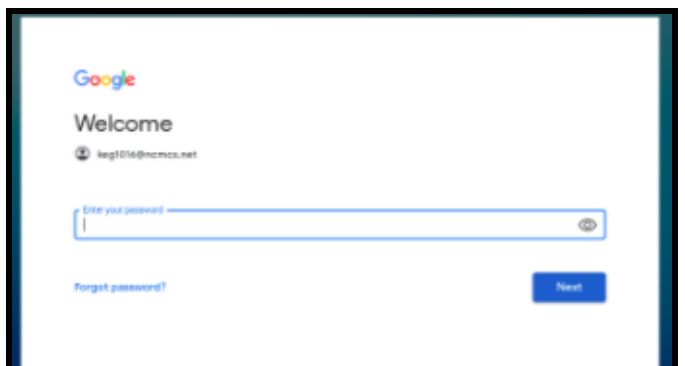 Google
Welcome
keg1016@ncmcs.net
Enter your password
Forgot password?
Next